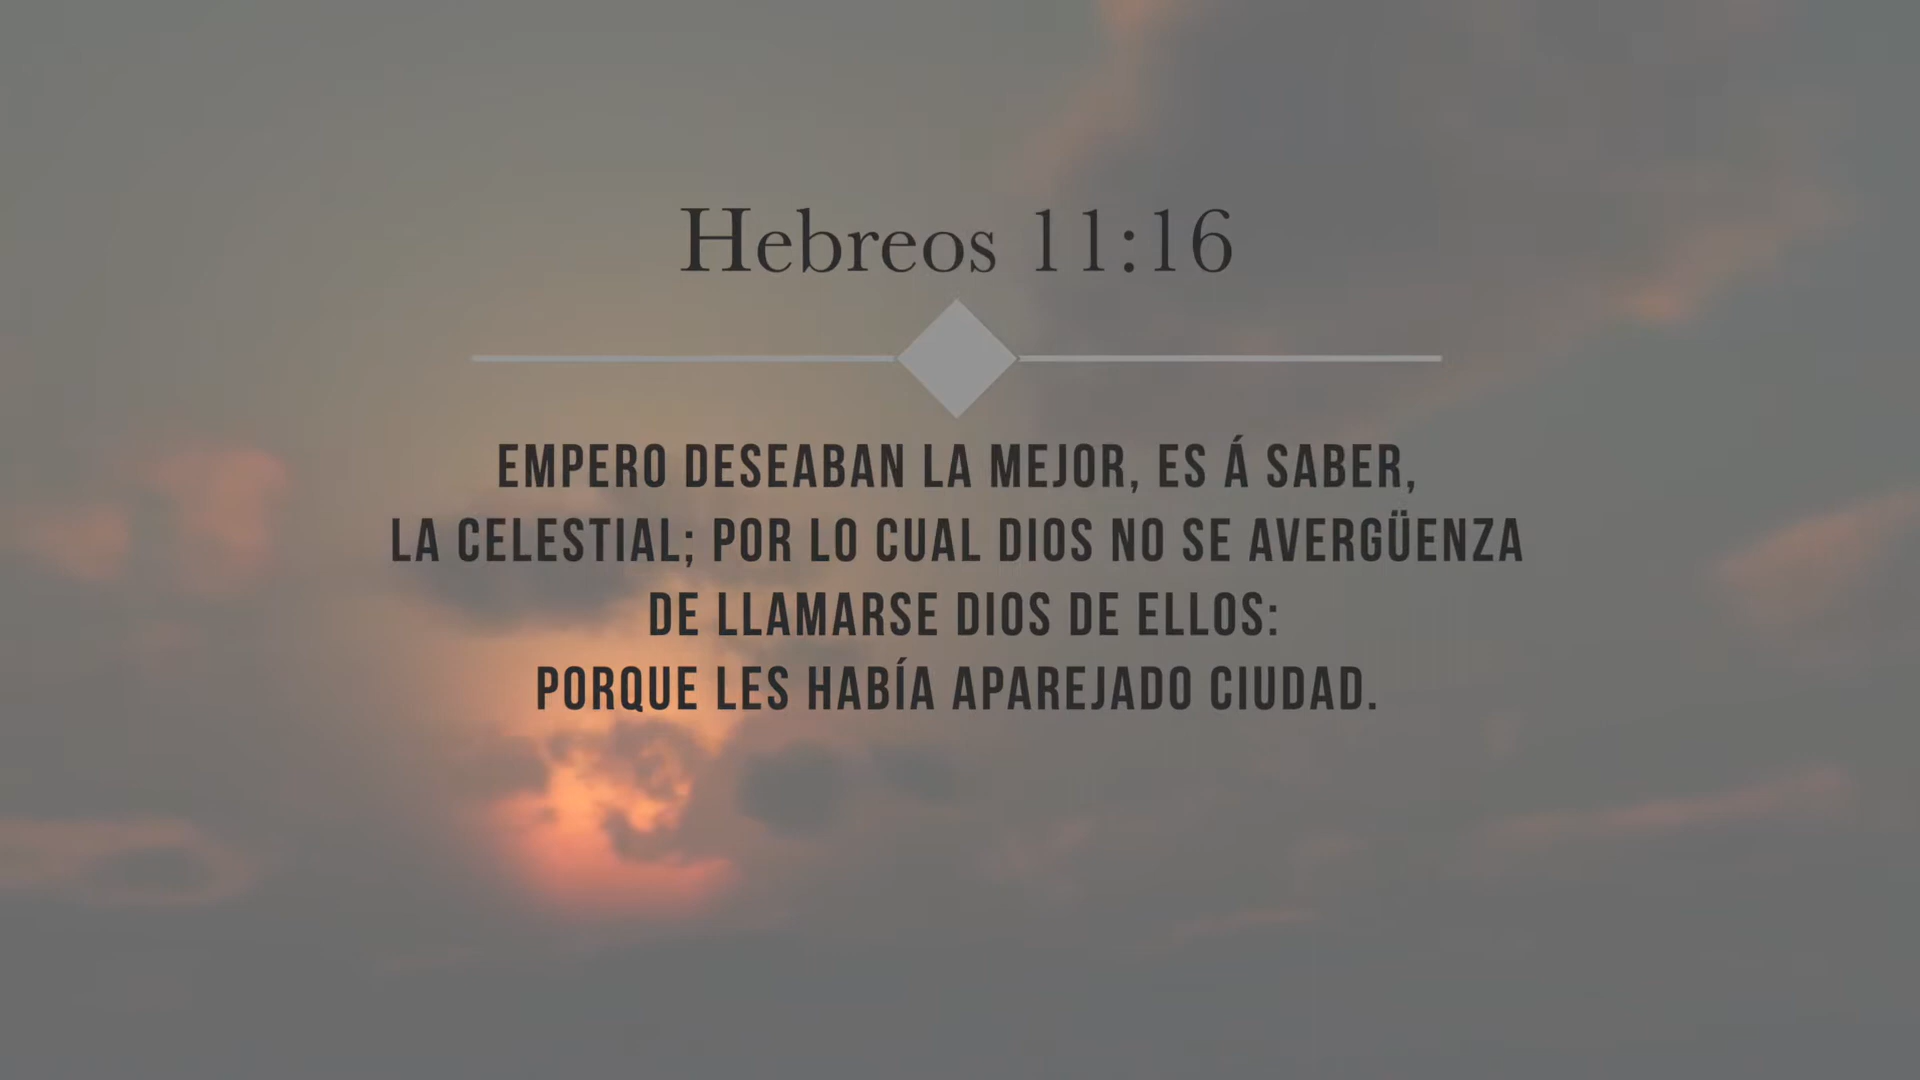 Hebreos 11:16
EMPERO DESEABAN LA MEJOR, ES Á SABER,
LA CELESTIAL; POR LO CUAL DIOS NO SE AVERGÜENZA
DE LLAMARSE DIOS DE ELLOS:
PORQUE LES HABÍA APAREJADO CIUDAD.